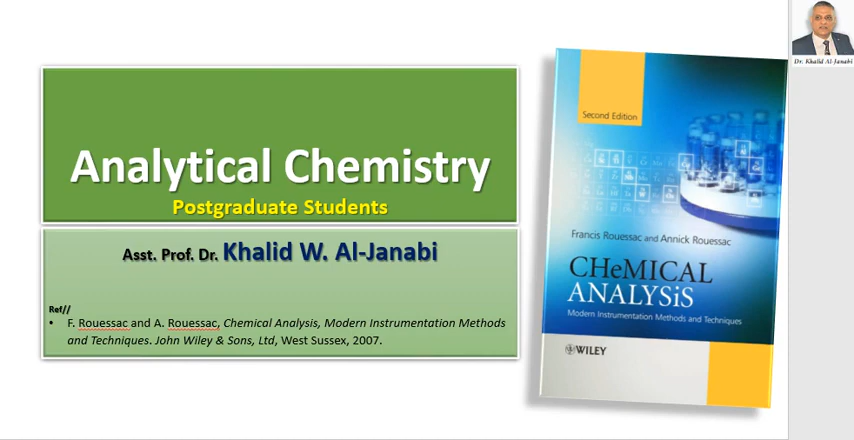 Analytical Chemistry
Postgraduate Students
Asst. Prof. Dr. Khalid W. Al-Janabi
Ref//
• F. Rouessac and A. Rouessac, Chemical Analysis, Modern Instrumentation Methods
and Techniques. John Wiley & Sons, Ltd, West Sussex, 2007.
Second Edition
Francis Rouessac and Annick Rouessac
CHeMICAL
ANALYSiS
Modern Instrumentation Methods and Techniques
WILEY
Dr. Khalid Al-Janabi